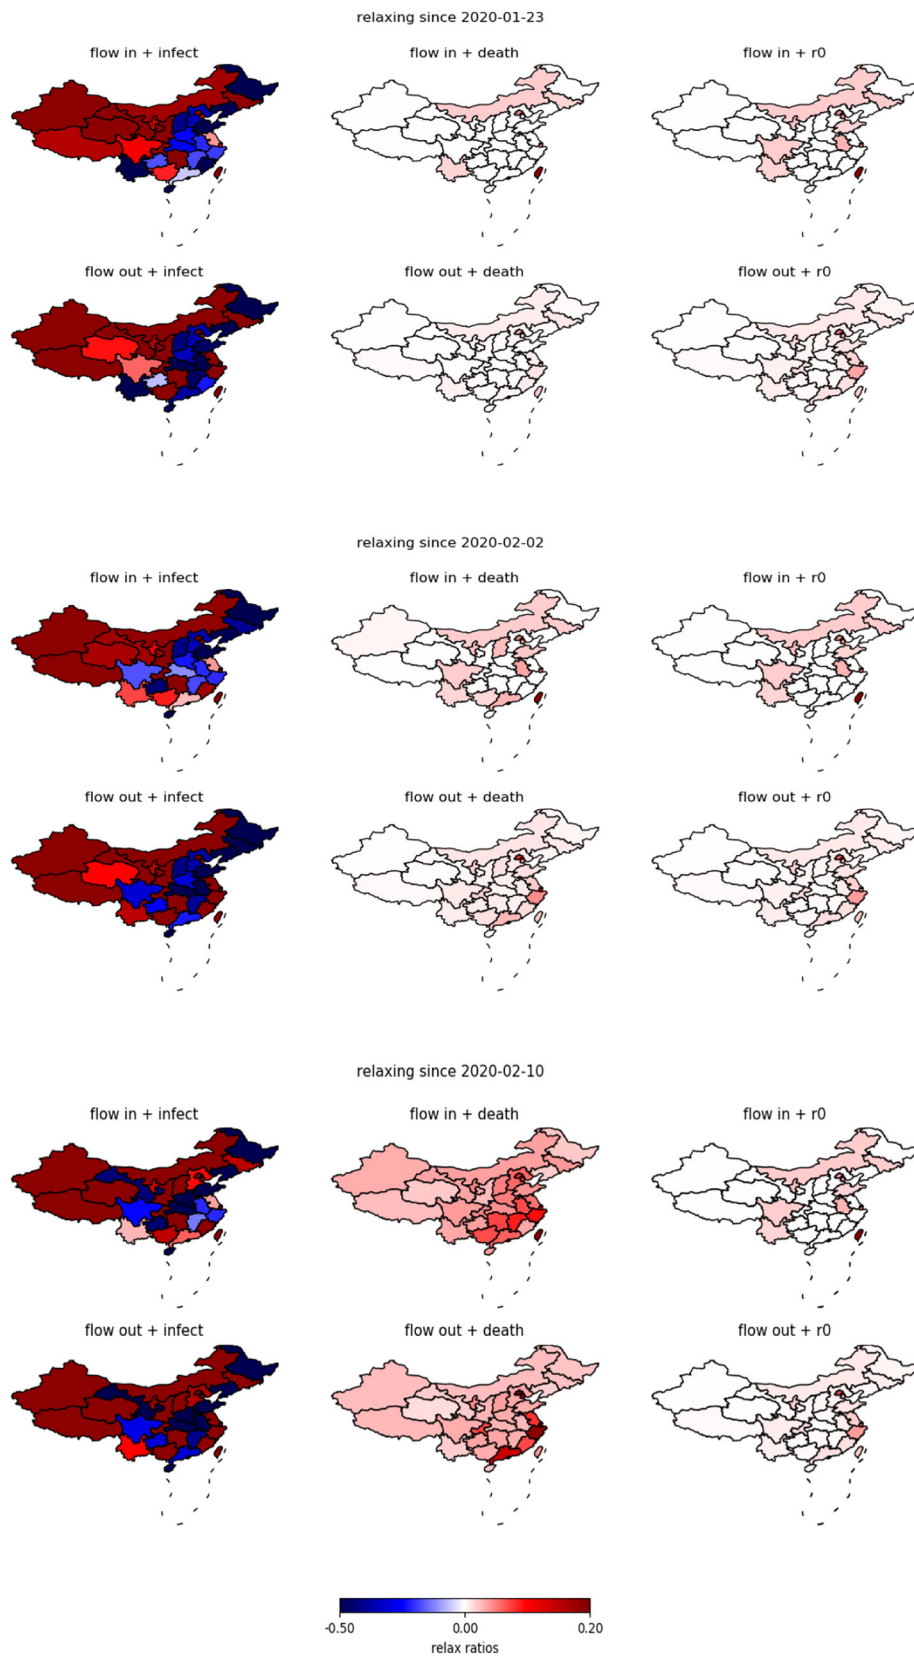 relaxing since 2020-01-23
flow in + infect
flow in + death
flow in + r0
flow out + infect
flow out + death
flow out + r0
relaxing since 2020-02-02
flow in + infect
flow in + death
flow in + r0
flow out + infect
flow out + death
flow out + r0
relaxing since 2020-02-10
flow in + infect
flow in + death
flow in + r0
flow out + infect
flow out + death
flow out + r0
-0.50
0.00
0.20
relax ratios